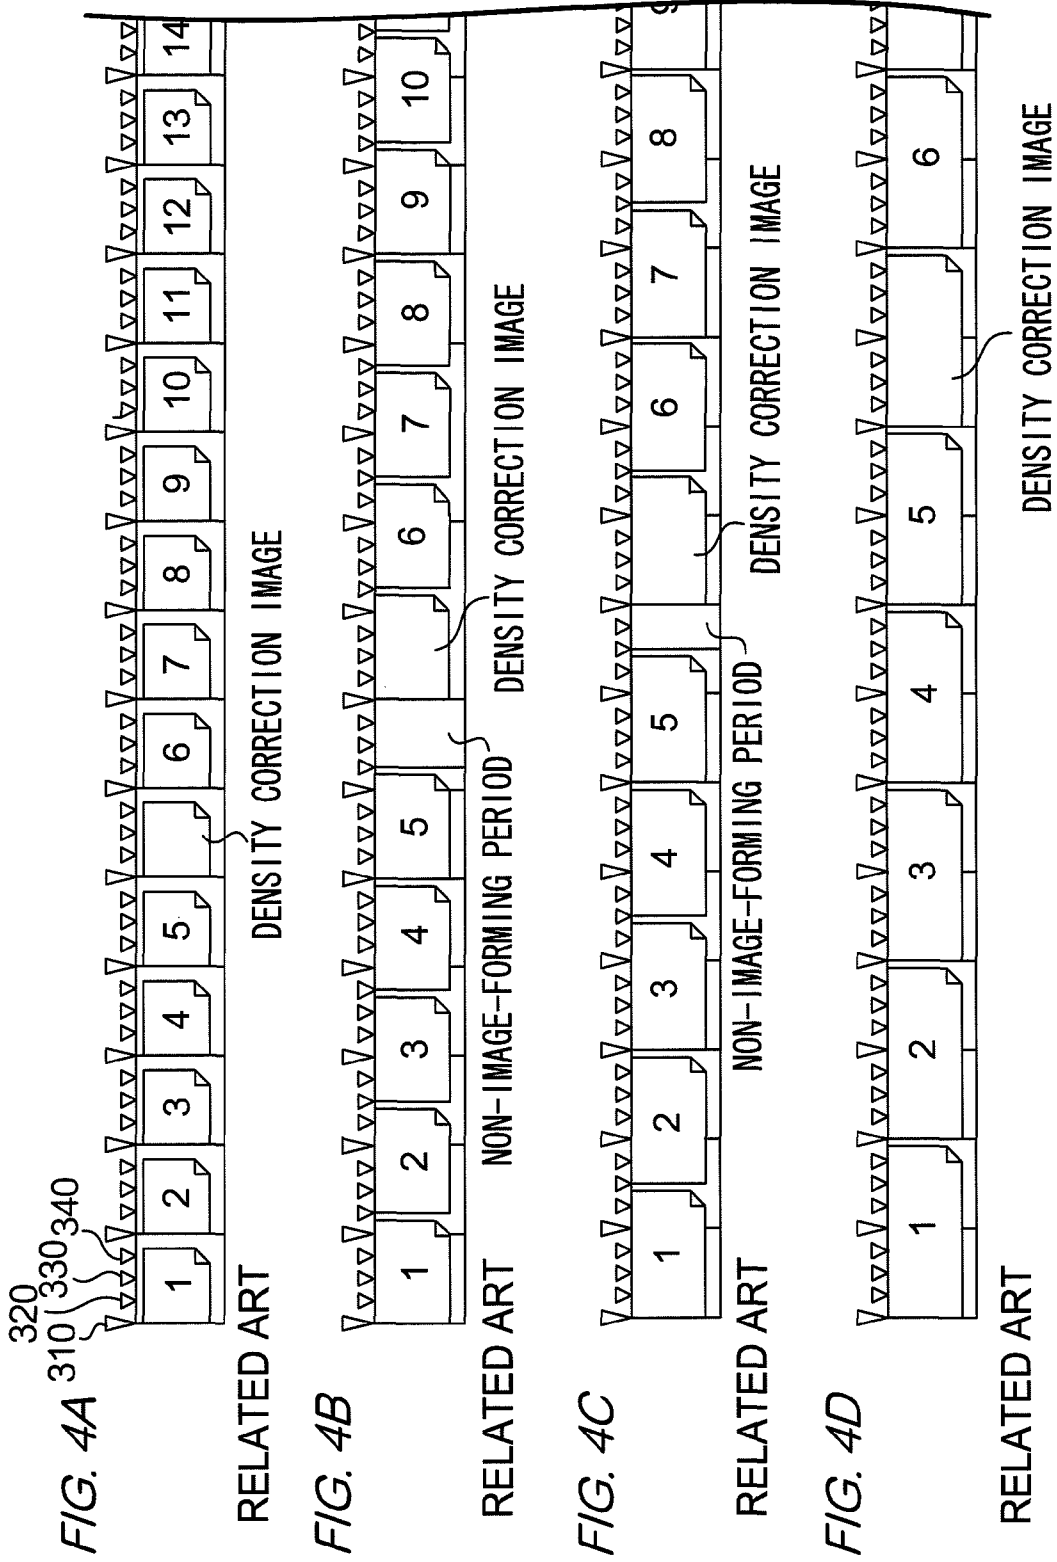 FIG. 4A
310
320
330
340
1 2 3 4 5 6 7 8 9 10 11 12 13 14
DENSITY CORRECTION IMAGE
RELATED ART
FIG. 4B
1 2 3 4 5 6 7 8 9 10
NON-IMAGE-FORMING PERIOD
DENSITY CORRECTION IMAGE
RELATED ART
FIG. 4C
1 2 3 4 5 6 7 8 9
NON-IMAGE-FORMING PERIOD
DENSITY CORRECTION IMAGE
RELATED ART
FIG. 4D
1 2 3 4 5 6
DENSITY CORRECTION IMAGE
RELATED ART